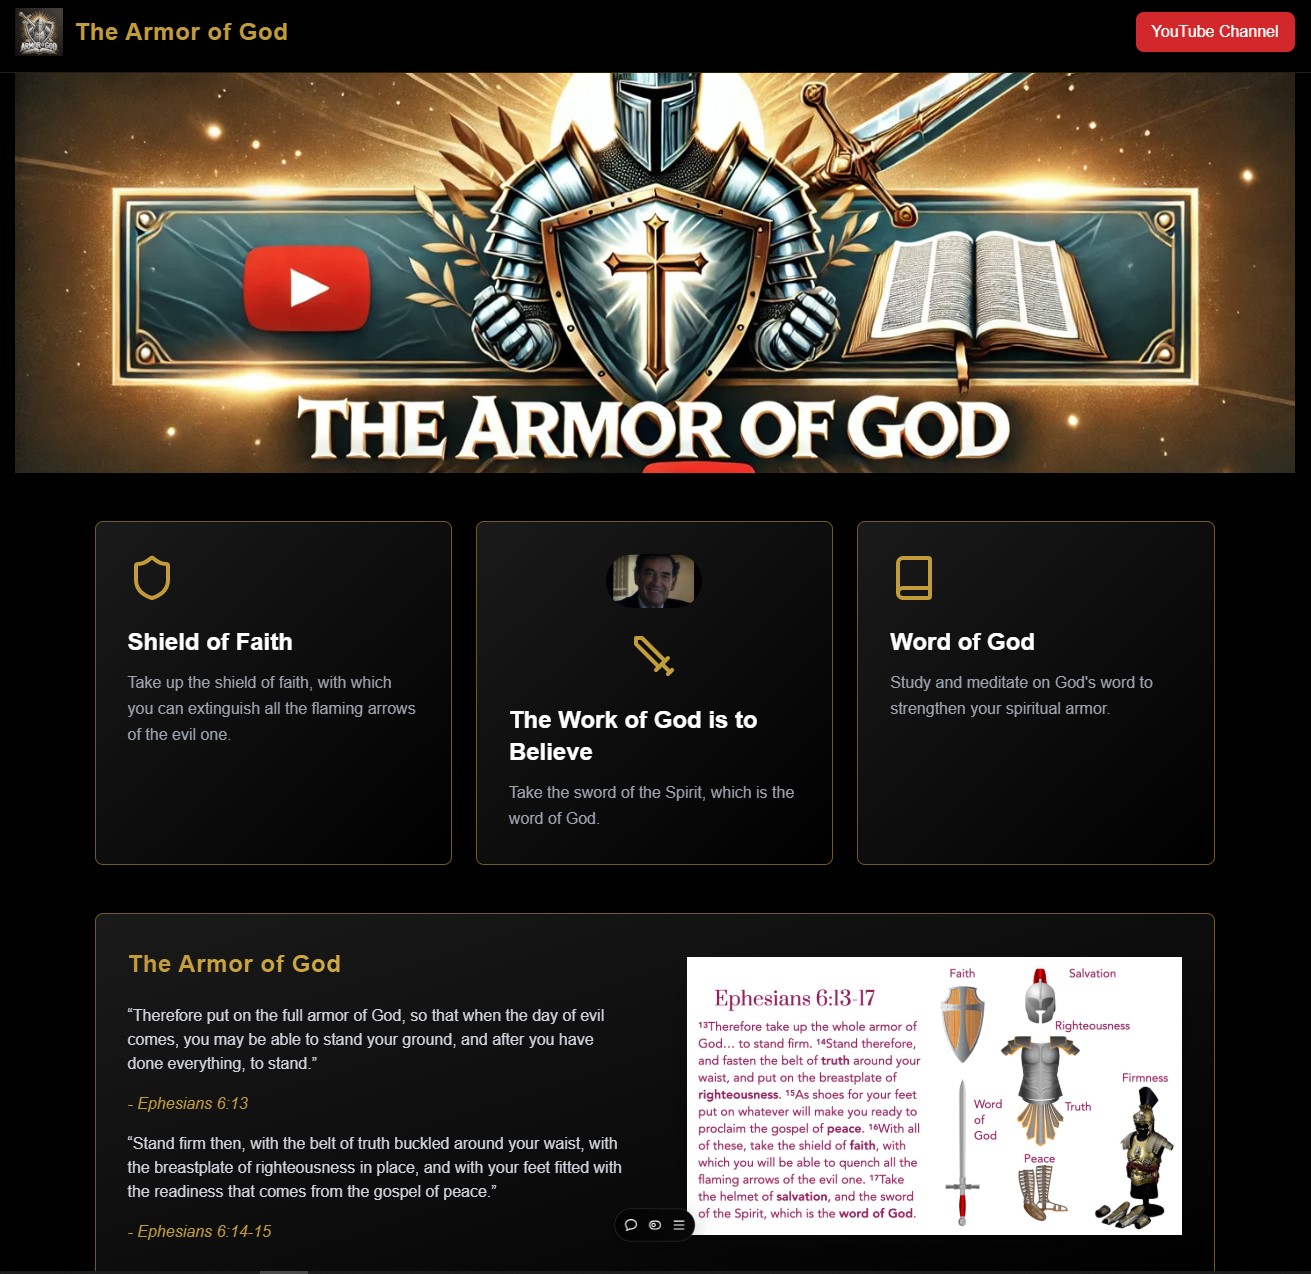 ARMOR of GOD
The Armor of God
YouTube Channel
THE ARMOR OF GOD
Shield of Faith
Take up the shield of faith, with which
you can extinguish all the flaming arrows
of the evil one.
The Work of God is to
Believe
Take the sword of the Spirit, which is the
word of God.
Word of God
Study and meditate on God's word to
strengthen your spiritual armor.
The Armor of God
“Therefore put on the full armor of God, so that when the day of evil
comes, you may be able to stand your ground, and after you have
done everything, to stand.”
- Ephesians 6:13
“Stand firm then, with the belt of truth buckled around your waist, with
the breastplate of righteousness in place, and with your feet fitted with
the readiness that comes from the gospel of peace.”
- Ephesians 6:14-15
Ephesians 6:13-17
¹³Therefore take up the whole armor of
God... to stand firm. ¹⁴Stand therefore,
and fasten the belt of truth around your
waist, and put on the breastplate of
righteousness. ¹⁵As shoes for your feet
put on whatever will make you ready to
proclaim the gospel of peace. ¹⁶With all
of these, take the shield of faith, with
which you will be able to quench all the
flaming arrows of the evil one. ¹⁷Take
the helmet of salvation, and the sword
of the Spirit, which is the word of God.
Faith
Salvation
Righteousness
Firmness
Word
of
God
Truth
Peace